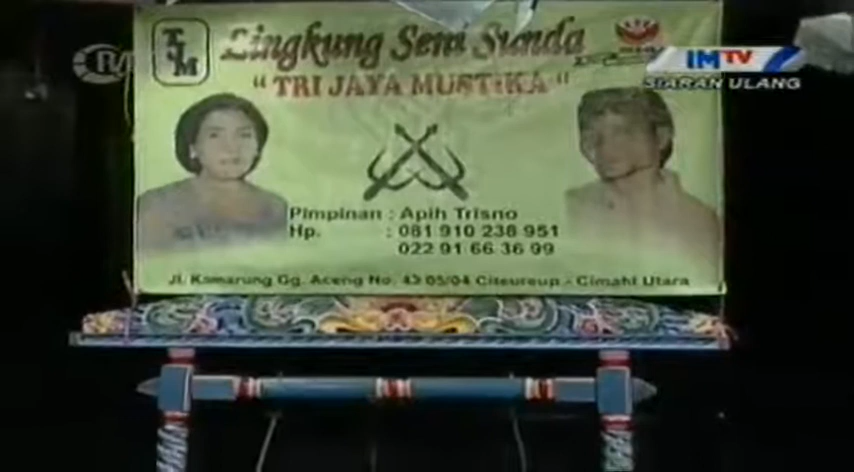 TSM
Lingkung Seni Sunda
IMTV
SIARAN ULANG
"TRI JAYA MUSTIKA"
Pimpinan : Apih Trisno
Hp. : 081 910 238 951
022 91 66 36 99
Jl. Kamarung Gg. Aceng No. 43 05/04 Citeureup - Cimahi Utara